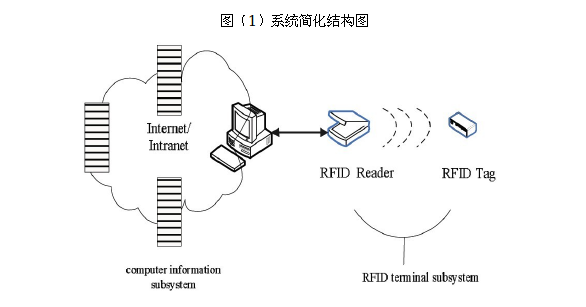 图（1）系统简化结构图
Internet/
Intranet
RFID Reader
RFID Tag
computer information
subsystem
RFID terminal subsystem